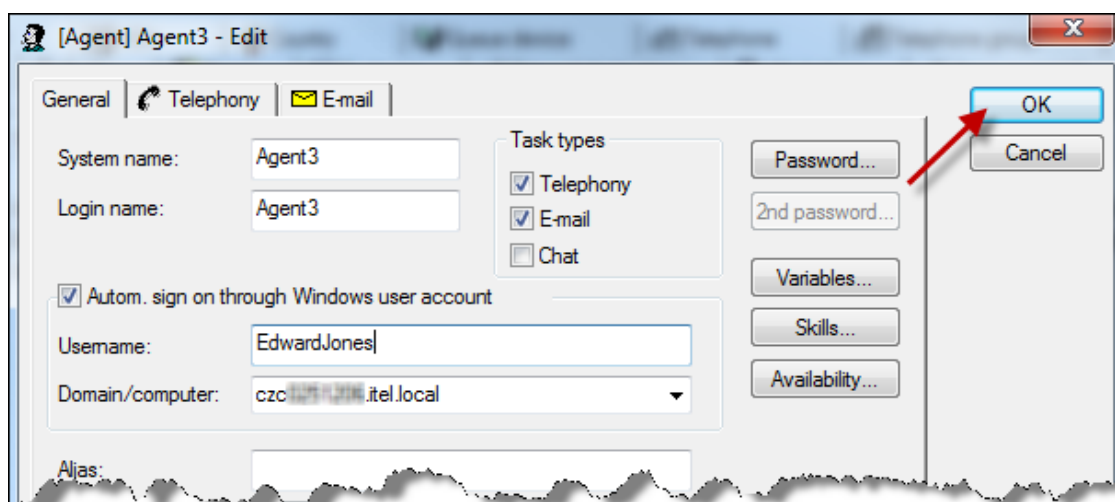 [Agent] Agent3 - Edit
General
Telephony
E-mail
OK
Cancel
System name:
Agent3
Login name:
Agent3
Task types
Telephony
E-mail
Chat
Password...
2nd password...
Variables...
Skills...
Availability...
Autom. sign on through Windows user account
Username:
EdwardJones
Domain/computer:
czc .itel.local
Alias: